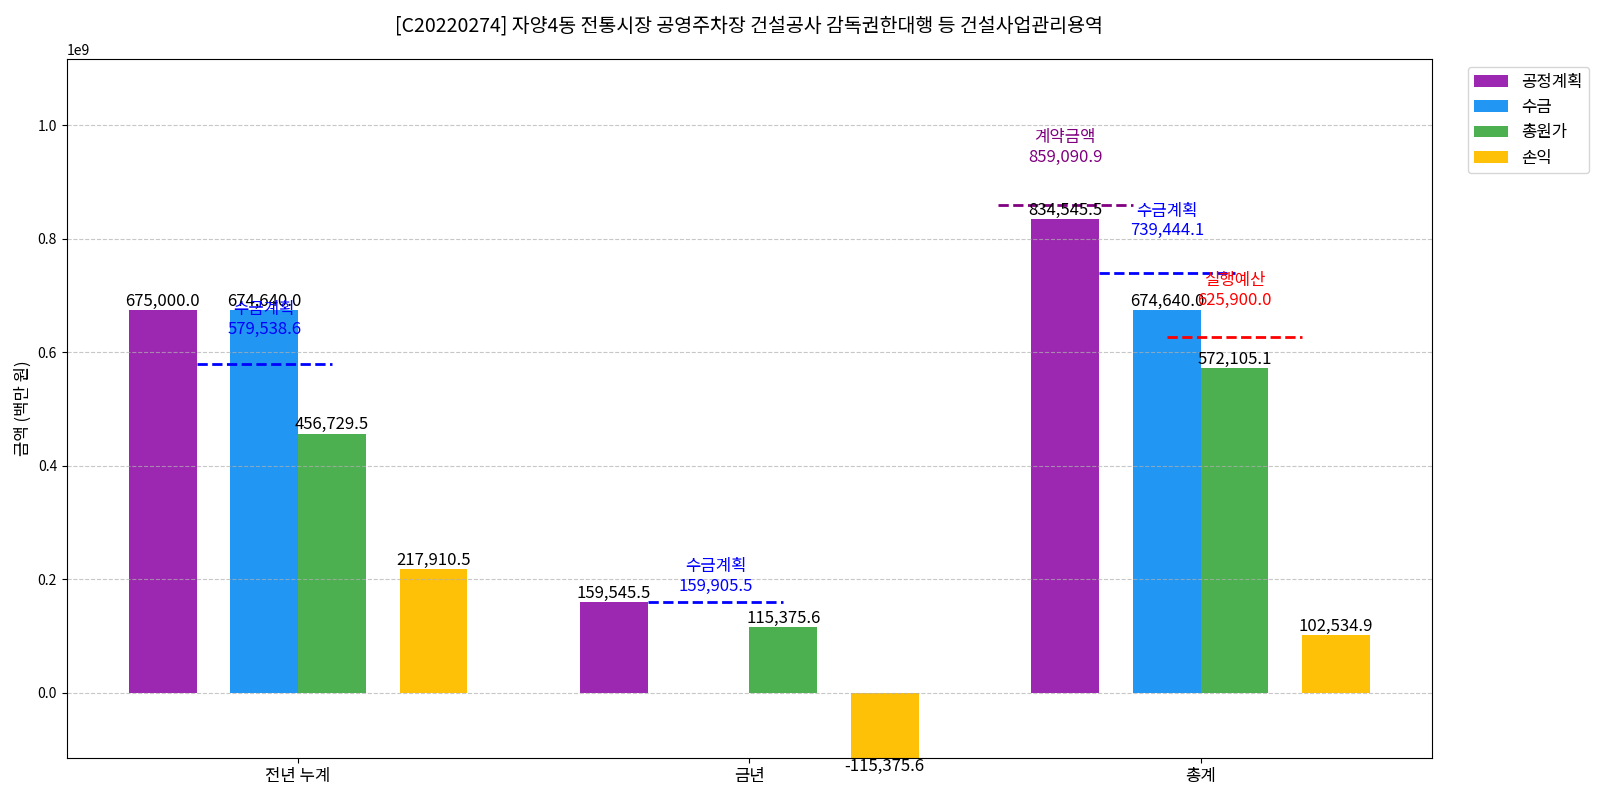 [C20220274] 자양4동 전통시장 공영주차장 건설공사 감독권한대행 등 건설사업관리용역
1e9
공정계획
수금
총원가
손익
1.0
0.8
0.6
0.4
0.2
0.0
금액 (백만 원)
675,000.0
674,640.0
수금계획
579,538.6
456,729.5
217,910.5
159,545.5
수금계획
159,905.5
115,375.6
-115,375.6
계약금액
859,090.9
834,545.5
수금계획
739,444.1
674,640.0
실행예산
625,900.0
572,105.1
102,534.9
전년 누계
금년
총계